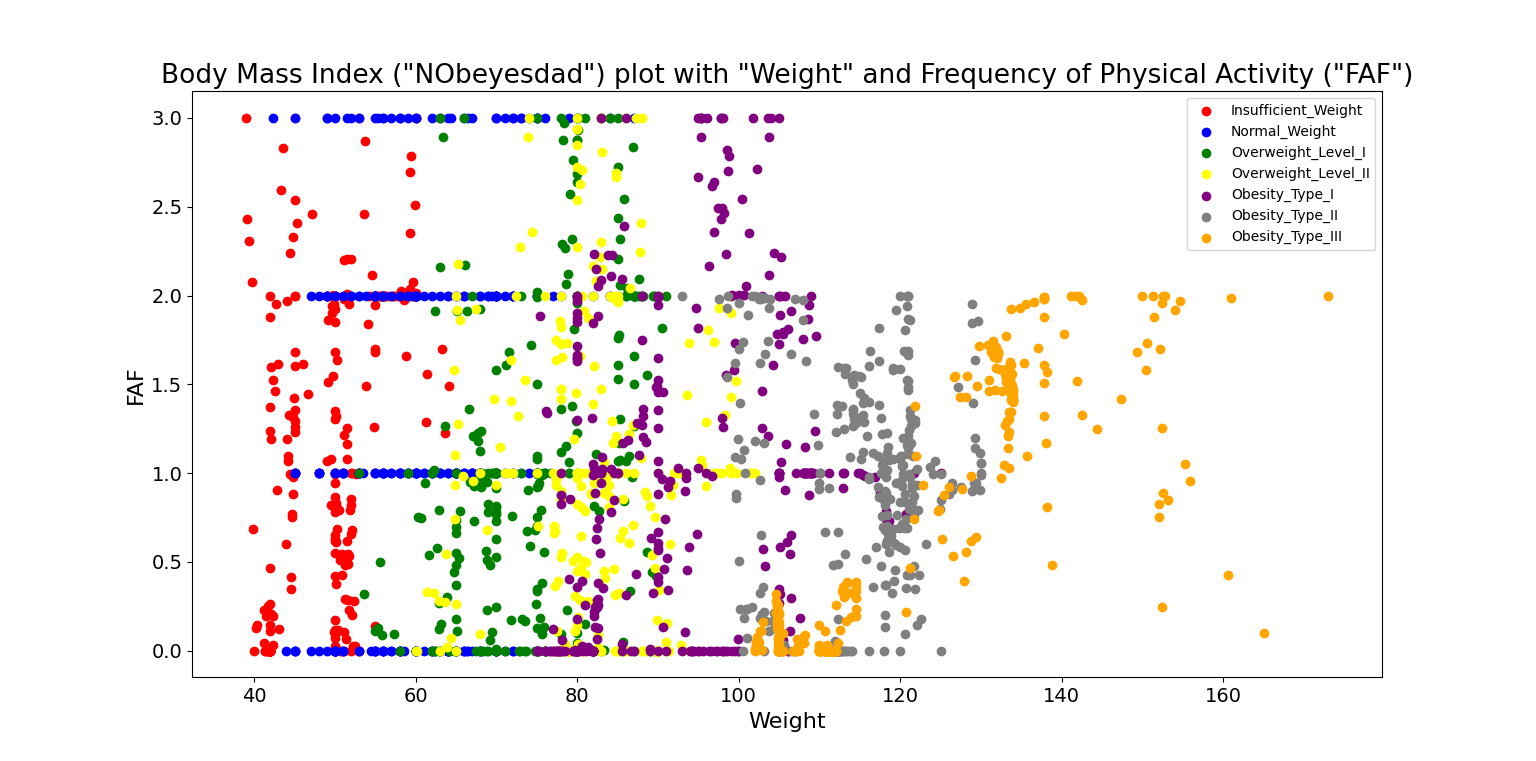 Body Mass Index ("NObeyesdad") plot with "Weight" and Frequency of Physical Activity ("FAF")
Insufficient_Weight
Normal_Weight
Overweight_Level_I
Overweight_Level_II
Obesity_Type_I
Obesity_Type_II
Obesity_Type_III
FAF
3.0
2.5
2.0
1.5
1.0
0.5
0.0
40 60 80 100 120 140 160
Weight